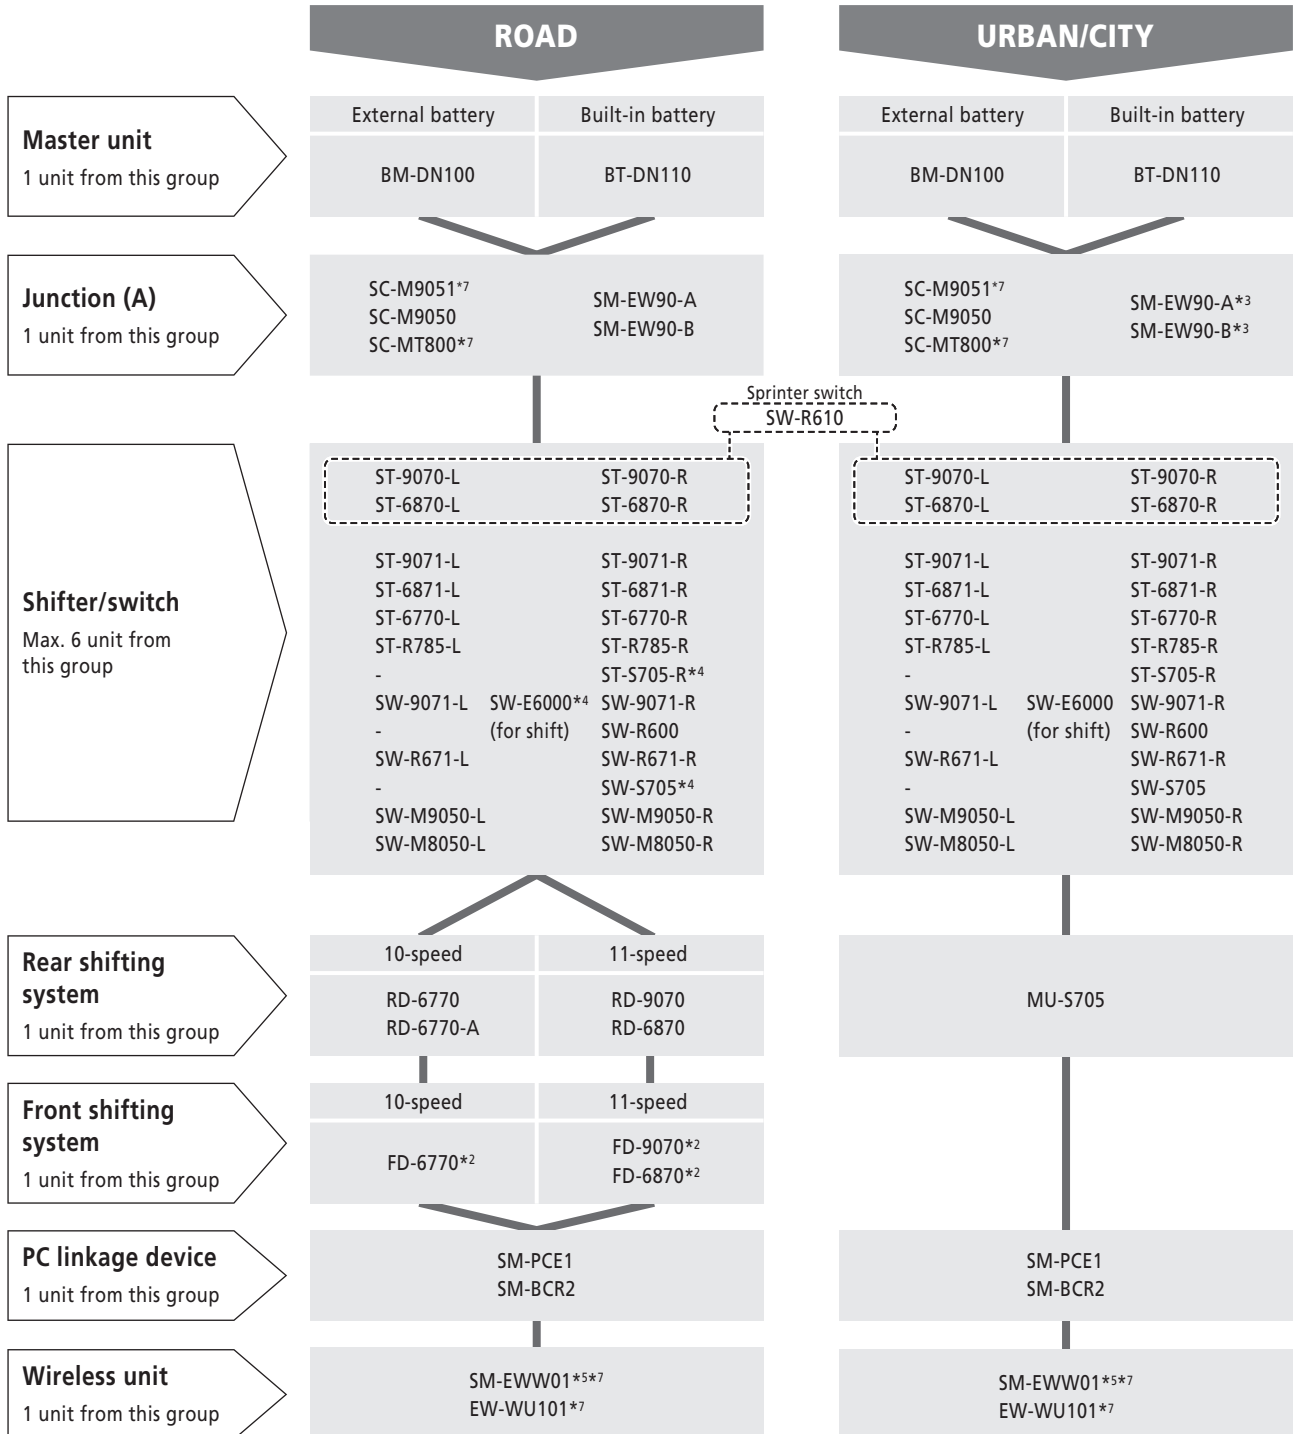 ROAD
URBAN/CITY
Master unit
1 unit from this group
External battery
Built-in battery
BM-DN100
BT-DN110
External battery
Built-in battery
BM-DN100
BT-DN110
Junction (A)
1 unit from this group
SC-M9051*7
SC-M9050
SC-MT800*7
SM-EW90-A
SM-EW90-B
SC-M9051*7
SC-M9050
SC-MT800*7
SM-EW90-A*3
SM-EW90-B*3
Sprinter switch
SW-R610
Shifter/switch
Max. 6 unit from
this group
ST-9070-L ST-9070-R
ST-6870-L ST-6870-R
ST-9071-L ST-9071-R
ST-6871-L ST-6871-R
ST-6770-L ST-6770-R
ST-R785-L ST-R785-R
- ST-S705-R*4
SW-9071-L SW-E6000*4 SW-9071-R
- (for shift) SW-R600
SW-R671-L SW-R671-R
- SW-S705*4
SW-M9050-L SW-M9050-R
SW-M8050-L SW-M8050-R
ST-9070-L ST-9070-R
ST-6870-L ST-6870-R
ST-9071-L ST-9071-R
ST-6871-L ST-6871-R
ST-6770-L ST-6770-R
ST-R785-L ST-R785-R
- ST-S705-R
SW-9071-L SW-E6000 SW-9071-R
- (for shift) SW-R600
SW-R671-L SW-R671-R
- SW-S705
SW-M9050-L SW-M9050-R
SW-M8050-L SW-M8050-R
Rear shifting
system
1 unit from this group
10-speed
11-speed
RD-6770
RD-6770-A
RD-9070
RD-6870
MU-S705
Front shifting
system
1 unit from this group
10-speed
11-speed
FD-6770*2
FD-9070*2
FD-6870*2
PC linkage device
1 unit from this group
SM-PCE1
SM-BCR2
SM-PCE1
SM-BCR2
Wireless unit
1 unit from this group
SM-EWW01*5*7
EW-WU101*7
SM-EWW01*5*7
EW-WU101*7